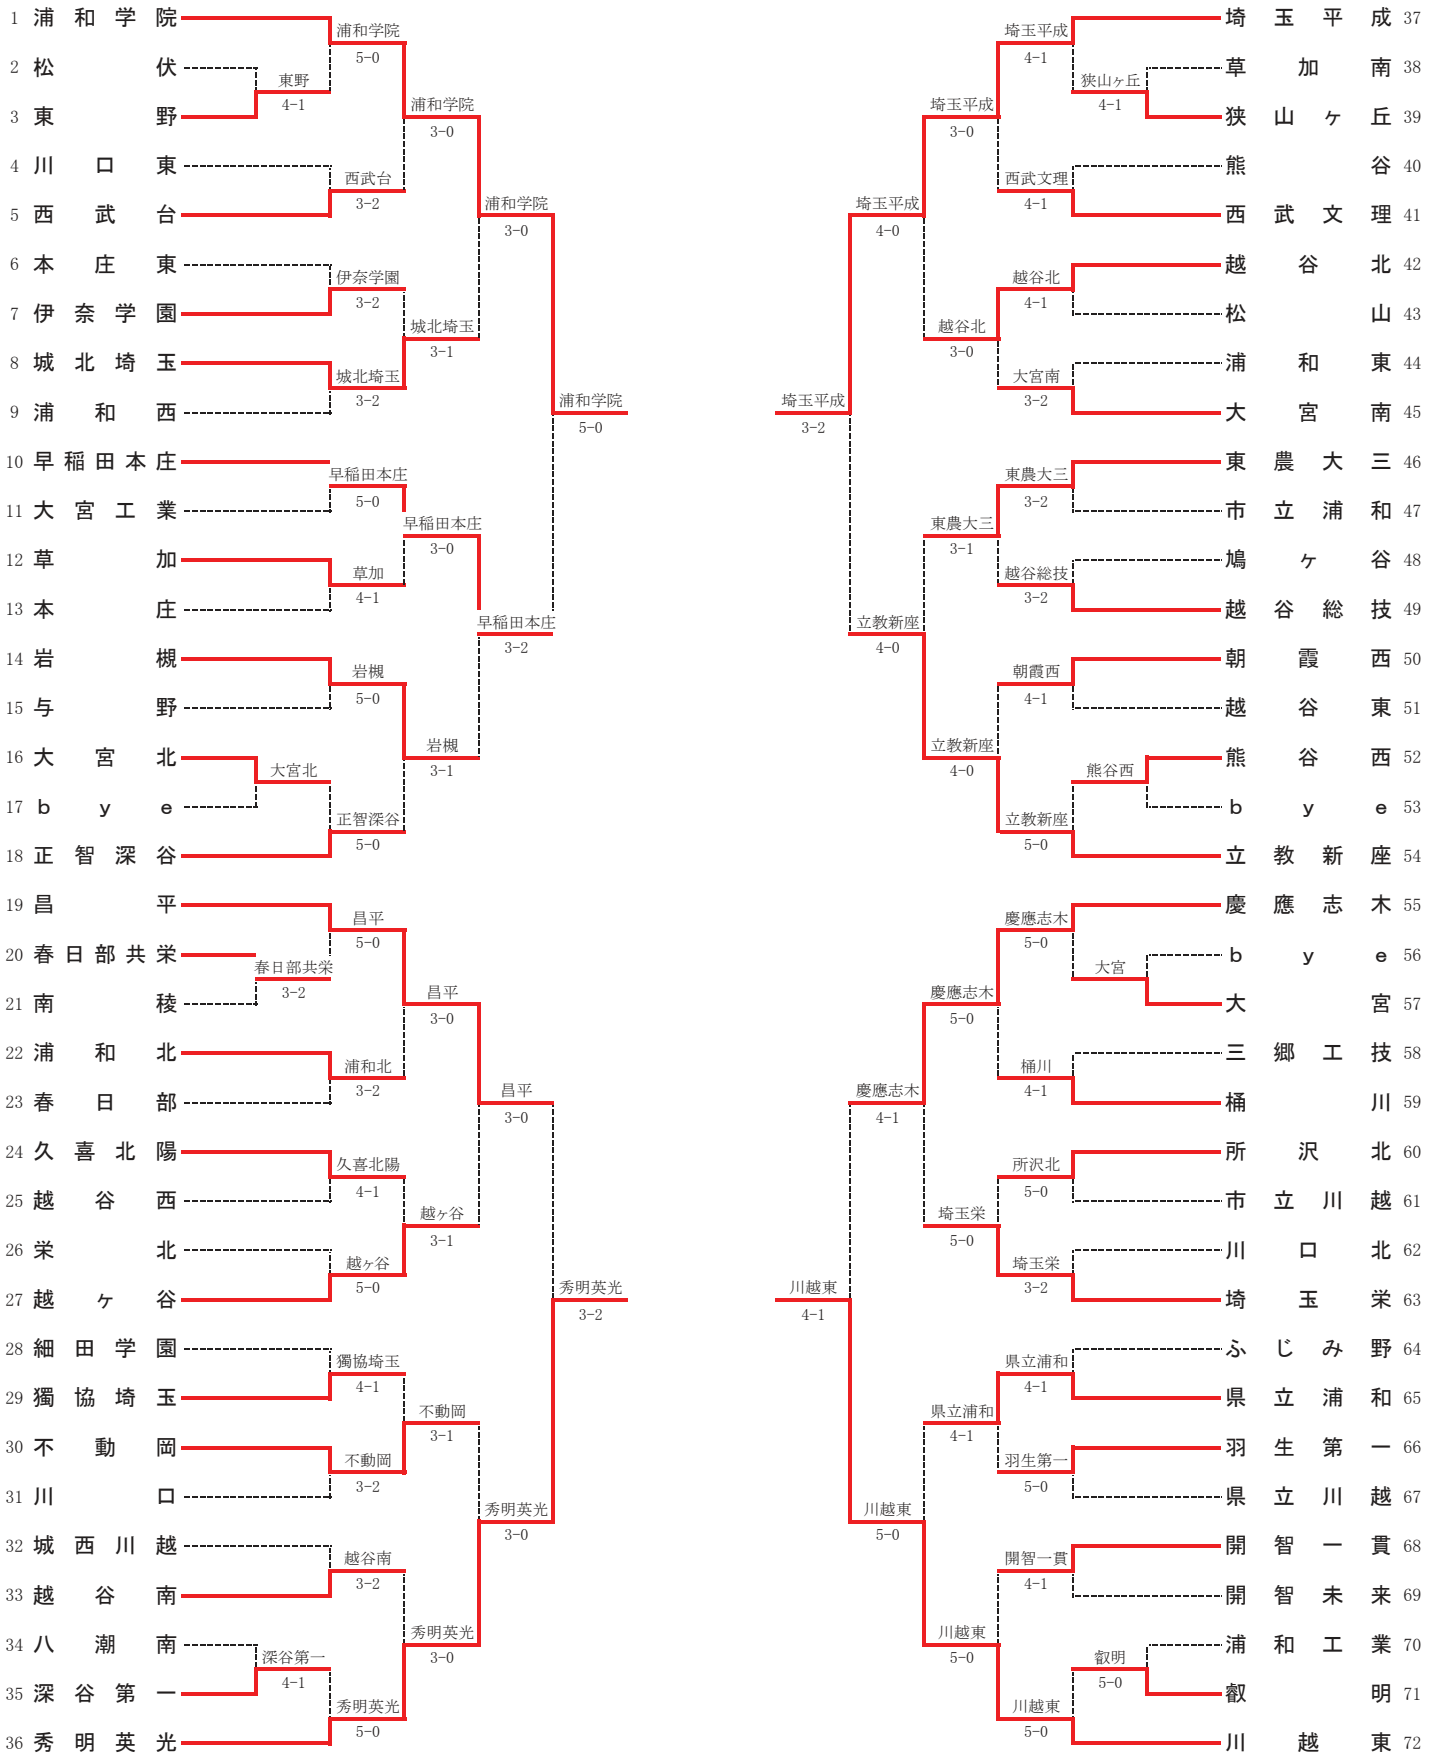 1 浦和学院
2 松伏
3 東野
4 川口東
5 西武台
6 本庄東
7 伊奈学園
8 城北埼玉
9 浦和西
10 早稲田本庄
11 大宮工業
12 草加
13 本庄
14 岩槻
15 与野
16 大宮北
17 bye
18 正智深谷
19 昌平
20 春日部共栄
21 南稜
22 浦和北
23 春日部
24 久喜北陽
25 越谷西
26 栄北
27 越ヶ谷
28 細田学園
29 獨協埼玉
30 不動岡
31 川口
32 城西川越
33 越谷南
34 八潮南
35 深谷第一
36 秀明英光
東野
4-1
大宮北
春日部共栄
3-2
深谷第一
4-1
浦和学院
5-0
西武台
3-2
伊奈学園
3-2
城北埼玉
3-2
早稲田本庄
5-0
草加
4-1
岩槻
5-0
正智深谷
5-0
昌平
5-0
浦和北
3-2
久喜北陽
4-1
越ヶ谷
5-0
獨協埼玉
4-1
不動岡
3-2
越谷南
3-2
秀明英光
5-0
浦和学院
3-0
城北埼玉
3-1
早稲田本庄
3-0
岩槻
3-1
昌平
3-0
越ヶ谷
3-1
不動岡
3-1
秀明英光
3-0
浦和学院
3-0
早稲田本庄
3-2
昌平
3-0
秀明英光
3-0
浦和学院
5-0
秀明英光
3-2
埼玉平成
3-2
川越東
4-1
埼玉平成
4-0
立教新座
4-0
慶應志木
4-1
川越東
5-0
埼玉平成
3-0
越谷北
3-0
東農大三
3-1
立教新座
4-0
慶應志木
5-0
埼玉栄
5-0
県立浦和
4-1
川越東
5-0
埼玉平成
4-1
西武文理
4-1
越谷北
4-1
大宮南
3-2
東農大三
3-2
越谷総技
3-2
朝霞西
4-1
立教新座
5-0
慶應志木
5-0
桶川
4-1
所沢北
5-0
埼玉栄
3-2
県立浦和
4-1
羽生第一
5-0
開智一貫
4-1
川越東
5-0
狭山ヶ丘
4-1
熊谷西
大宮
叡明
5-0
埼玉平成 37
草加南 38
狭山ヶ丘 39
熊谷 40
西武文理 41
越谷北 42
松山 43
浦和東 44
大宮南 45
東農大三 46
市立浦和 47
鳩ヶ谷 48
越谷総技 49
朝霞西 50
越谷東 51
熊谷西 52
bye 53
立教新座 54
慶應志木 55
bye 56
大宮 57
三郷工技 58
桶川 59
所沢北 60
市立川越 61
川口北 62
埼玉栄 63
ふじみ野 64
県立浦和 65
羽生第一 66
県立川越 67
開智一貫 68
開智未来 69
浦和工業 70
叡明 71
川越東 72